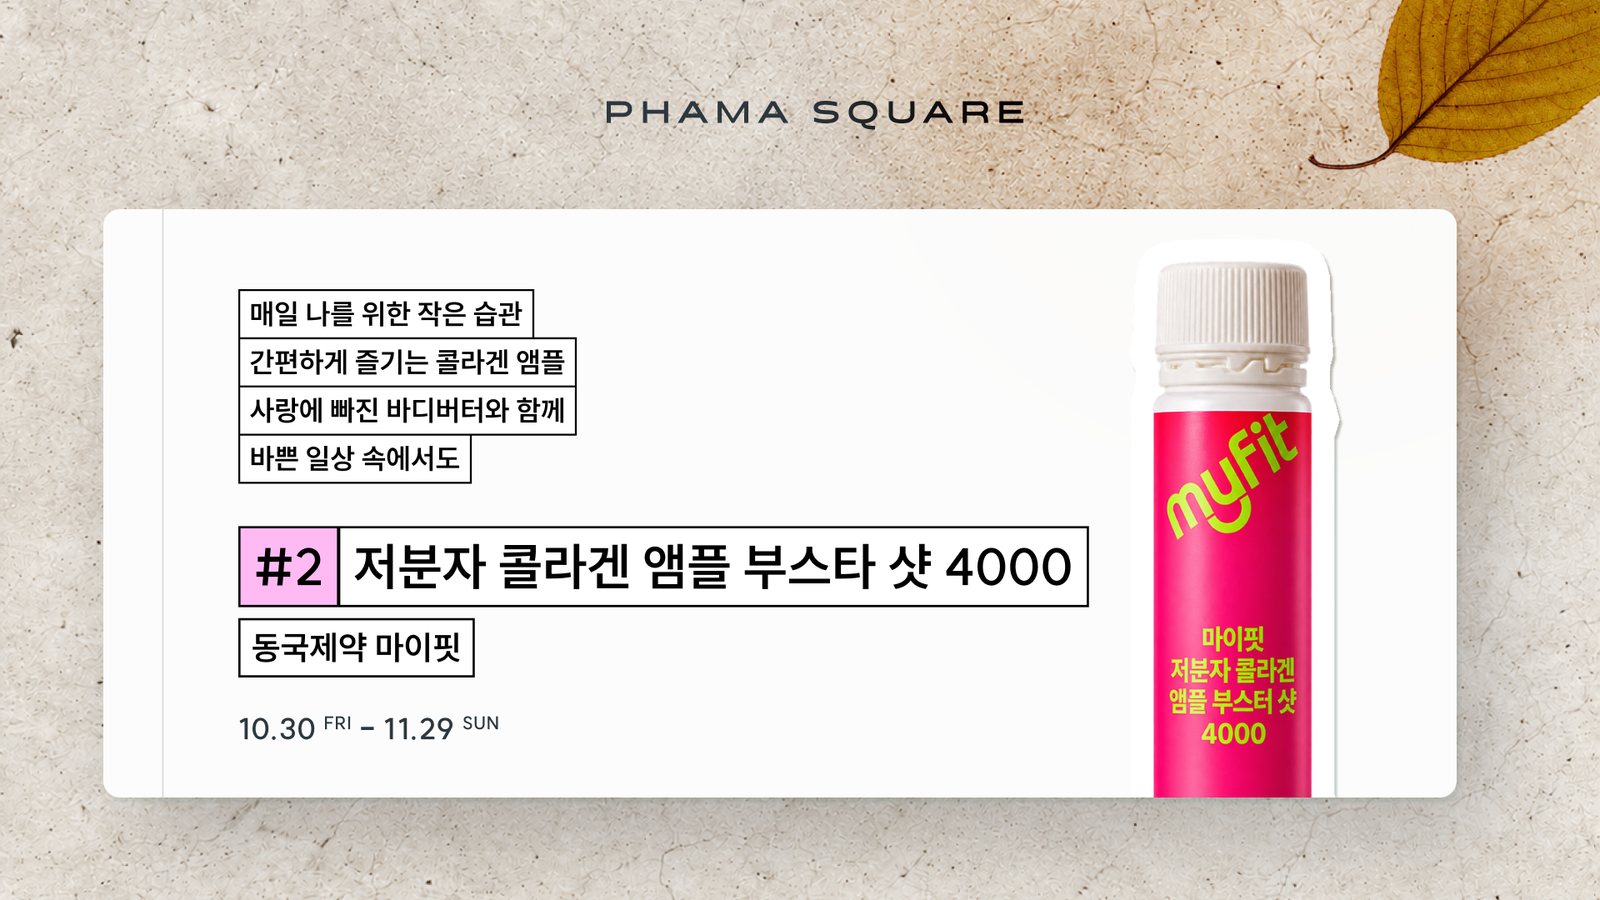 PHAMA SQUARE
매일 나를 위한 작은 습관
간편하게 즐기는 콜라겐 앰플
사랑에 빠진 바디버터와 함께
바쁜 일상 속에서도
#2 저분자 콜라겐 앰플 부스타 샷 4000
동국제약 마이핏
10.30 FRI – 11.29 SUN
myfit
마이핏
저분자 콜라겐
앰플 부스터 샷
4000